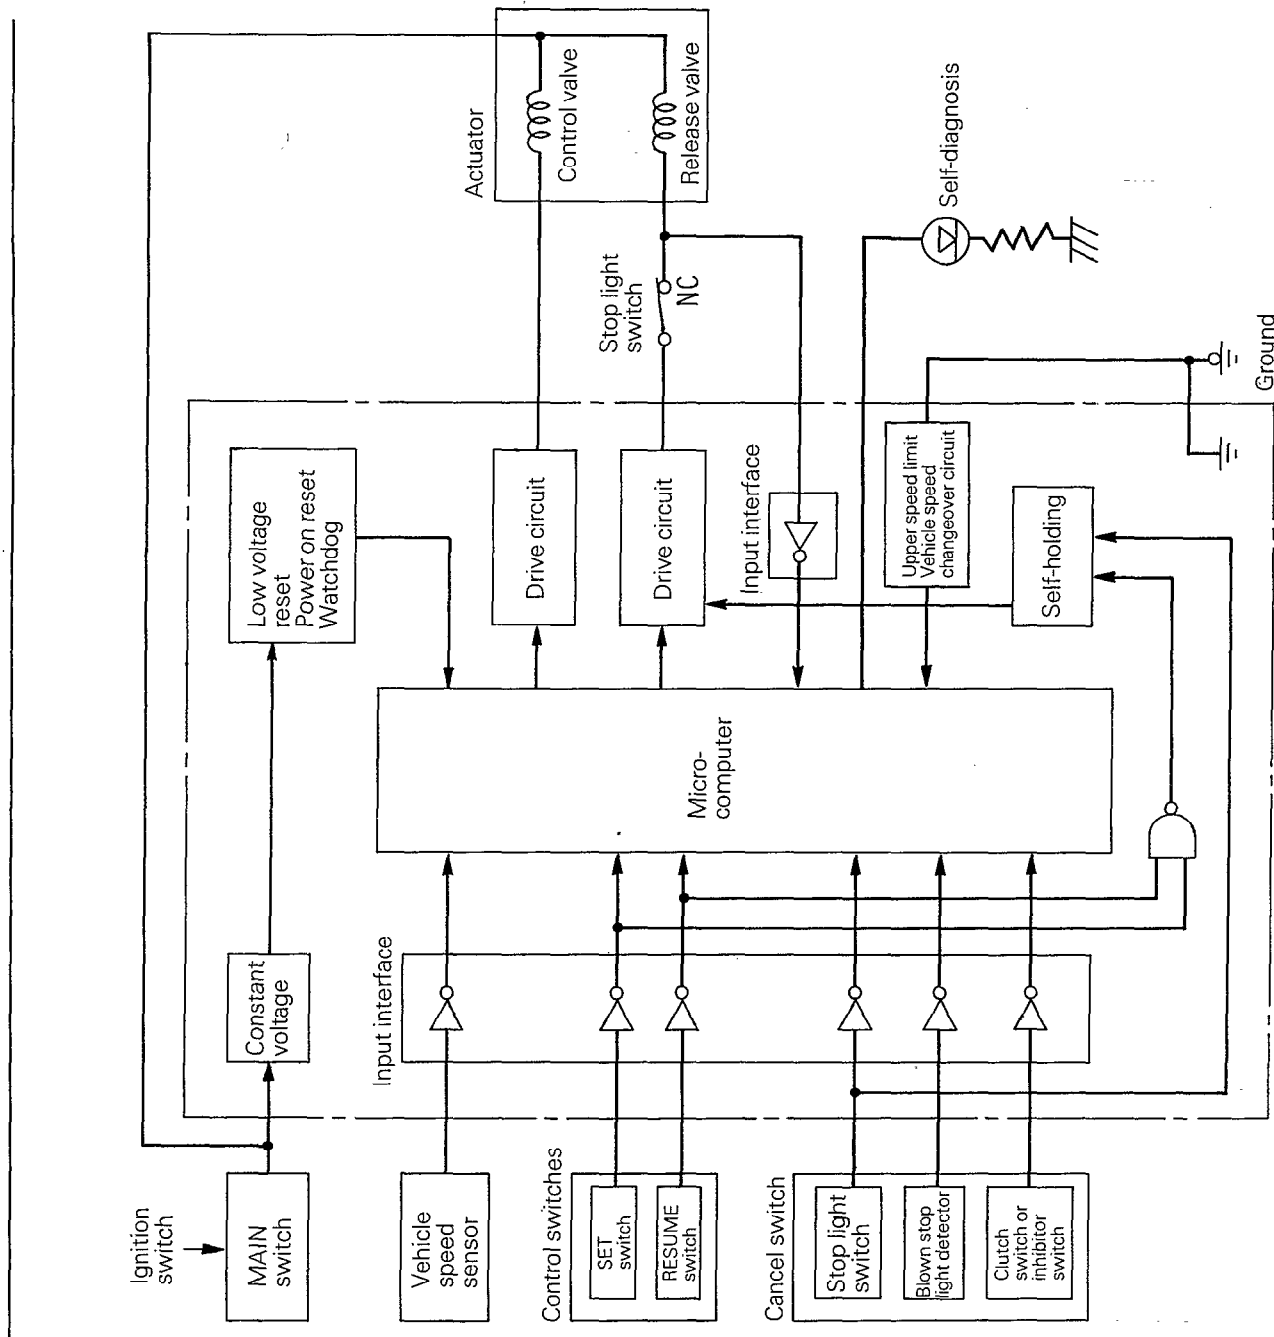 Ignition
switch
MAIN
switch
Constant
voltage
Low voltage
reset
Power on reset
Watchdog
Actuator
Control valve
Release valve
Vehicle
speed
sensor
Input interface
Drive circuit
Stop light
switch
NC
Control switches
SET
switch
RESUME
switch
Micro-
computer
Drive circuit
Input interface
Self-diagnosis
Cancel switch
Stop light
switch
Blown stop
light detector
Clutch
switch or
inhibitor
switch
Upper speed limit
Vehicle speed
changeover circuit
Self-holding
Ground